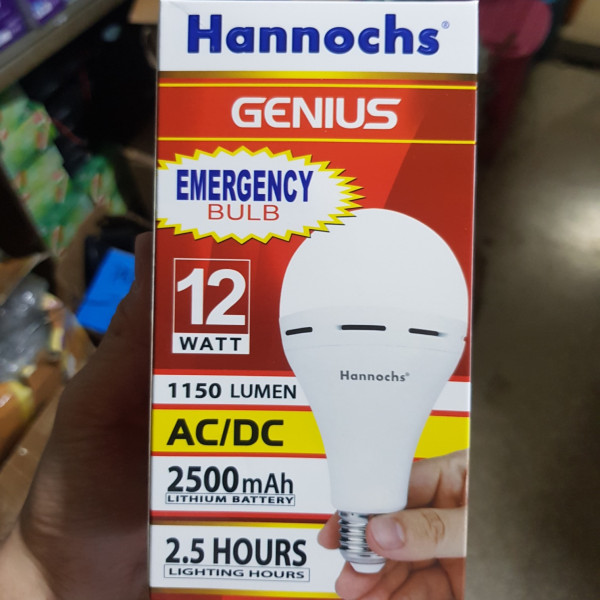 Hannochs®
GENIUS
EMERGENCY
BULB
12
WATT
1150 LUMEN
Hannochs®
AC/DC
2500mAh
LITHIUM BATTERY
2.5 HOURS
LIGHTING HOURS